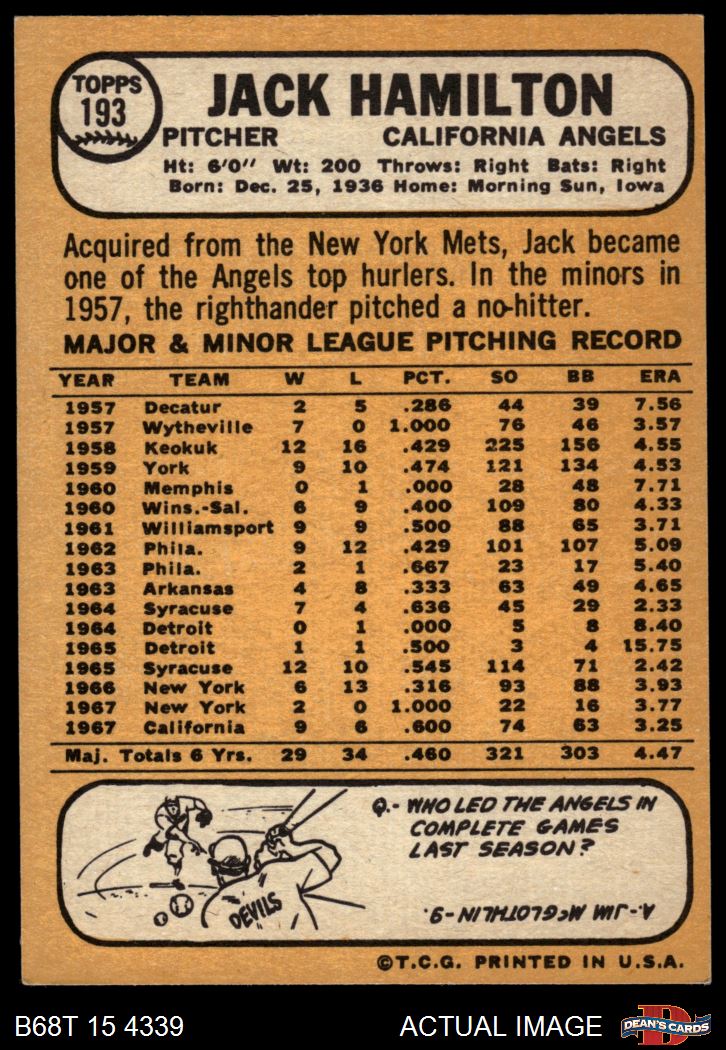 TOPPS
193
JACK HAMILTON
PITCHER CALIFORNIA ANGELS
Ht: 6'0" Wt: 200 Throws: Right Bats: Right
Born: Dec. 25, 1936 Home: Morning Sun, Iowa
Acquired from the New York Mets, Jack became
one of the Angels top hurlers. In the minors in
1957, the righthander pitched a no-hitter.
MAJOR & MINOR LEAGUE PITCHING RECORD
YEAR TEAM W L PCT. SO BB ERA
1957 Decatur 2 5 .286 44 39 7.56
1957 Wytheville 7 0 1.000 76 46 3.57
1958 Keokuk 12 16 .429 225 156 4.55
1959 York 9 10 .474 121 134 4.53
1960 Memphis 0 1 .000 28 48 7.71
1960 Wins.-Sal. 6 9 .400 109 80 4.33
1961 Williamsport 9 9 .500 88 65 3.71
1962 Phila. 9 12 .429 101 107 5.09
1963 Phila. 2 1 .667 23 17 5.40
1963 Arkansas 4 8 .333 63 49 4.65
1964 Syracuse 7 4 .636 45 29 2.33
1964 Detroit 0 1 .000 5 8 8.40
1965 Detroit 1 1 .500 3 4 15.75
1965 Syracuse 12 10 .545 114 71 2.42
1966 New York 6 13 .316 93 88 3.93
1967 New York 2 0 1.000 22 16 3.77
1967 California 9 6 .600 74 63 3.25
Maj. Totals 6 Yrs. 29 34 .460 321 303 4.47
Q.- WHO LED THE ANGELS IN
COMPLETE GAMES
LAST SEASON?
DEVILS
A.- JIM McGLOTHLIN - 9.
©T.C.G. PRINTED IN U.S.A.
B68T 15 4339 ACTUAL IMAGE
D
DEAN'S CARDS